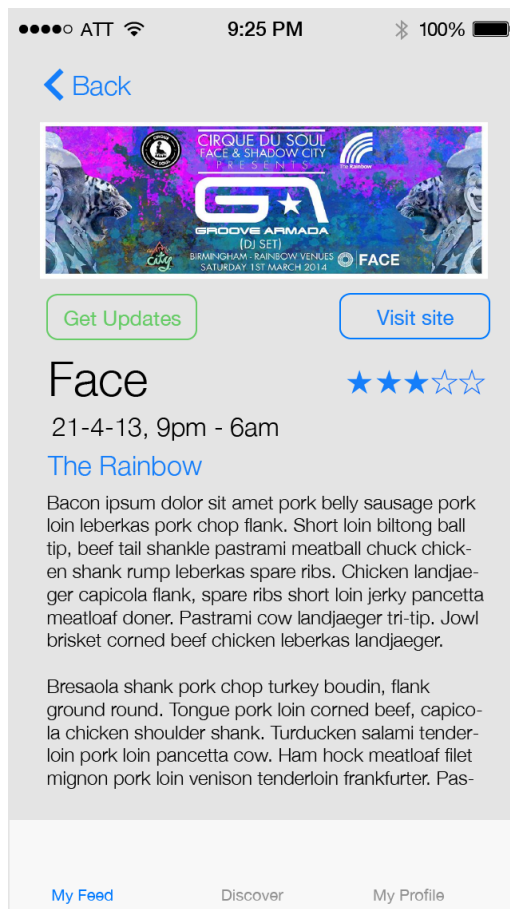 ATT 9:25 PM 100%
Back
CIRQUE DU SOUL
FACE & SHADOW CITY
PRESENTS
The Rainbow
GA
GROOVE ARMADA
(DJ SET)
city
BIRMINGHAM - RAINBOW VENUES
SATURDAY 1ST MARCH 2014
FACE
Get Updates Visit site
Face
21-4-13, 9pm - 6am
The Rainbow
Bacon ipsum dolor sit amet pork belly sausage pork
loin leberkas pork chop flank. Short loin biltong ball
tip, beef tail shankle pastrami meatball chuck chick-
en shank rump leberkas spare ribs. Chicken landjae-
ger capicola flank, spare ribs short loin jerky pancetta
meatloaf doner. Pastrami cow landjaeger tri-tip. Jowl
brisket corned beef chicken leberkas landjaeger.
Bresaola shank pork chop turkey boudin, flank
ground round. Tongue pork loin corned beef, capico-
la chicken shoulder shank. Turducken salami tender-
loin pork loin pancetta cow. Ham hock meatloaf filet
mignon pork loin venison tenderloin frankfurter. Pas-
My Feed Discover My Profile